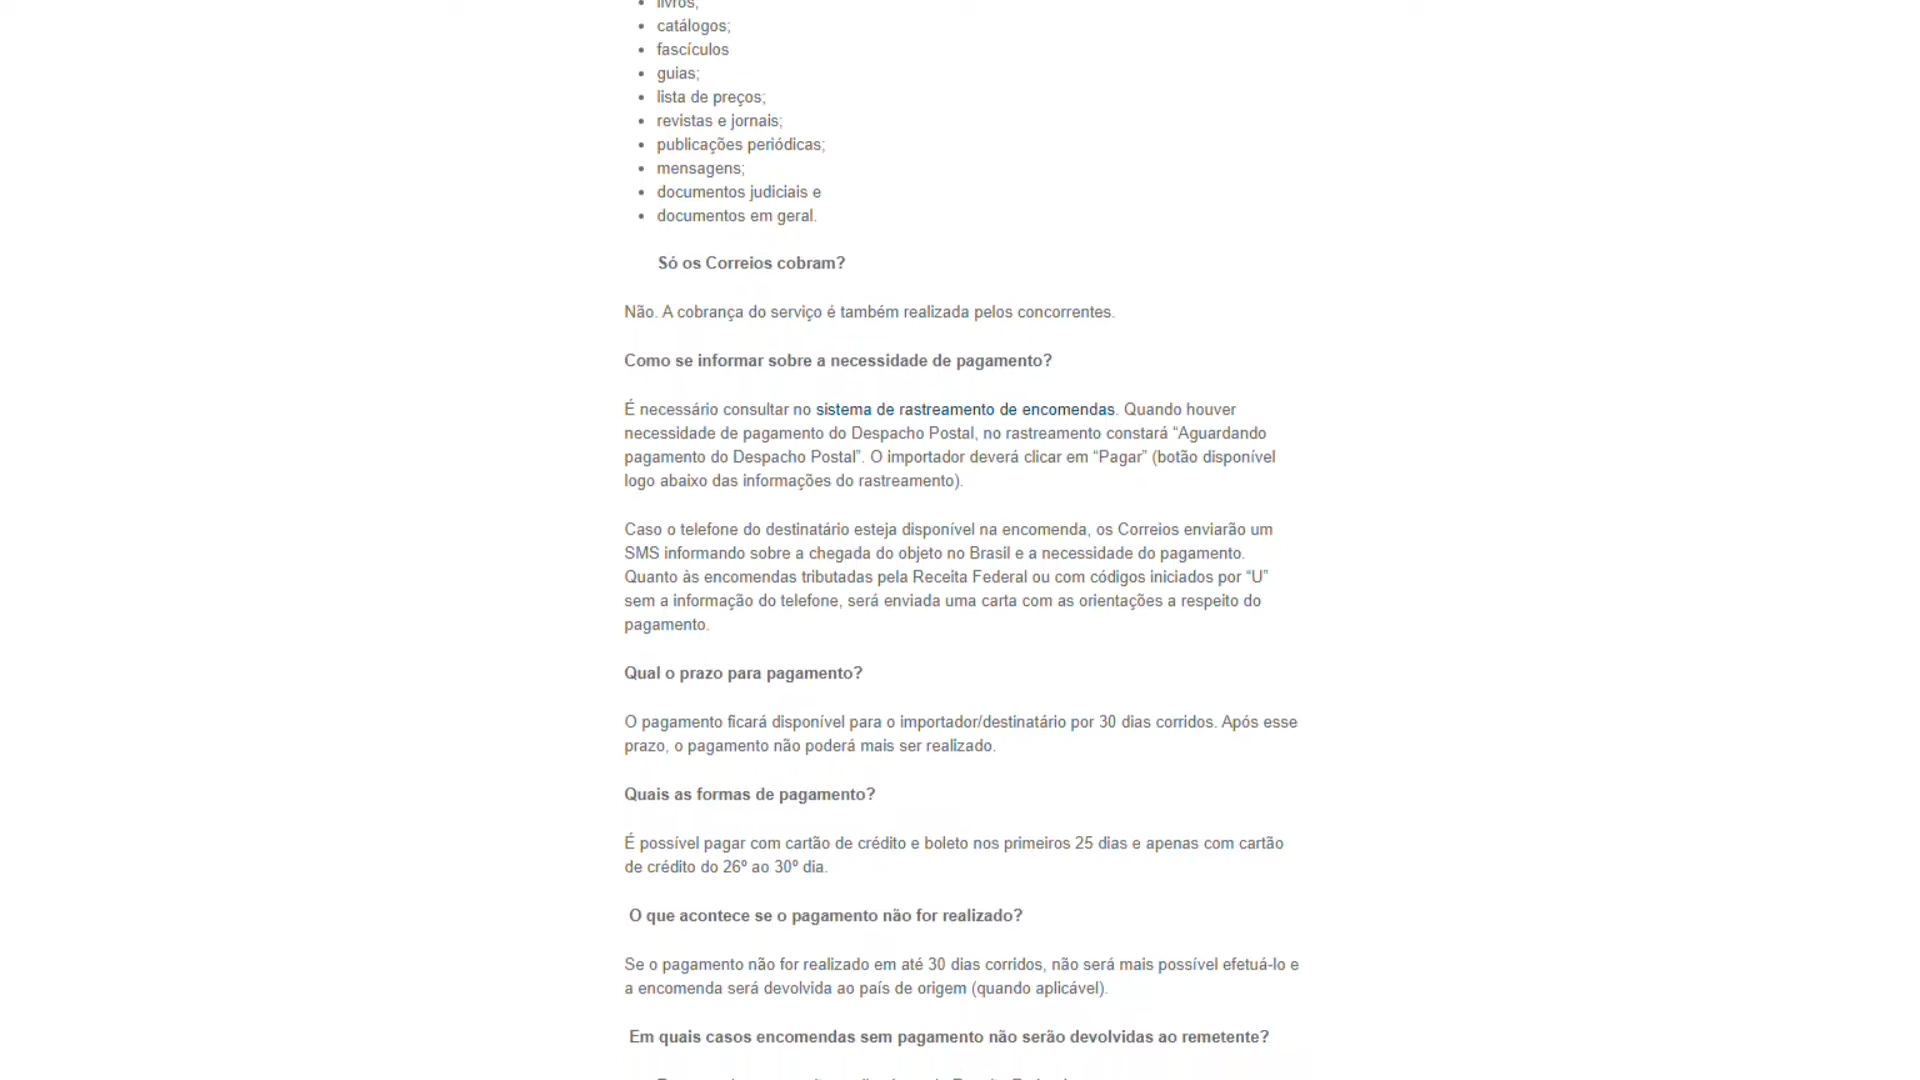 livros;
catálogos;
fascículos
guias;
lista de preços;
revistas e jornais;
publicações periódicas;
mensagens;
documentos judiciais e
documentos em geral.
Só os Correios cobram?
Não. A cobrança do serviço é também realizada pelos concorrentes.
Como se informar sobre a necessidade de pagamento?
É necessário consultar no sistema de rastreamento de encomendas. Quando houver
necessidade de pagamento do Despacho Postal, no rastreamento constará “Aguardando
pagamento do Despacho Postal”. O importador deverá clicar em “Pagar” (botão disponível
logo abaixo das informações do rastreamento).
Caso o telefone do destinatário esteja disponível na encomenda, os Correios enviarão um
SMS informando sobre a chegada do objeto no Brasil e a necessidade do pagamento.
Quanto às encomendas tributadas pela Receita Federal ou com códigos iniciados por “U”
sem a informação do telefone, será enviada uma carta com as orientações a respeito do
pagamento.
Qual o prazo para pagamento?
O pagamento ficará disponível para o importador/destinatário por 30 dias corridos. Após esse
prazo, o pagamento não poderá mais ser realizado.
Quais as formas de pagamento?
É possível pagar com cartão de crédito e boleto nos primeiros 25 dias e apenas com cartão
de crédito do 26º ao 30º dia.
O que acontece se o pagamento não for realizado?
Se o pagamento não for realizado em até 30 dias corridos, não será mais possível efetuá-lo e
a encomenda será devolvida ao país de origem (quando aplicável).
Em quais casos encomendas sem pagamento não serão devolvidas ao remetente?